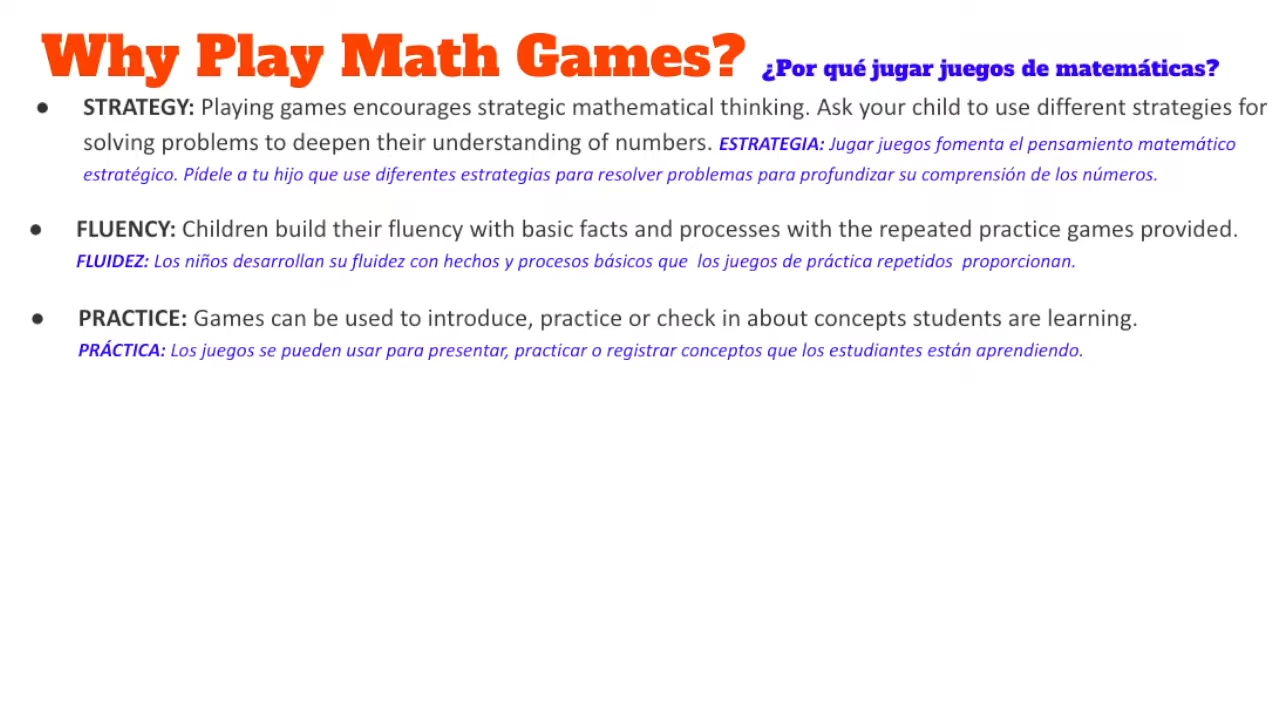 Why Play Math Games? ¿Por qué jugar juegos de matemáticas?
● STRATEGY: Playing games encourages strategic mathematical thinking. Ask your child to use different strategies for
solving problems to deepen their understanding of numbers. ESTRATEGIA: Jugar juegos fomenta el pensamiento matemático
estratégico. Pídele a tu hijo que use diferentes estrategias para resolver problemas para profundizar su comprensión de los números.
● FLUENCY: Children build their fluency with basic facts and processes with the repeated practice games provided.
FLUIDEZ: Los niños desarrollan su fluidez con hechos y procesos básicos que los juegos de práctica repetidos proporcionan.
● PRACTICE: Games can be used to introduce, practice or check in about concepts students are learning.
PRÁCTICA: Los juegos se pueden usar para presentar, practicar o registrar conceptos que los estudiantes están aprendiendo.